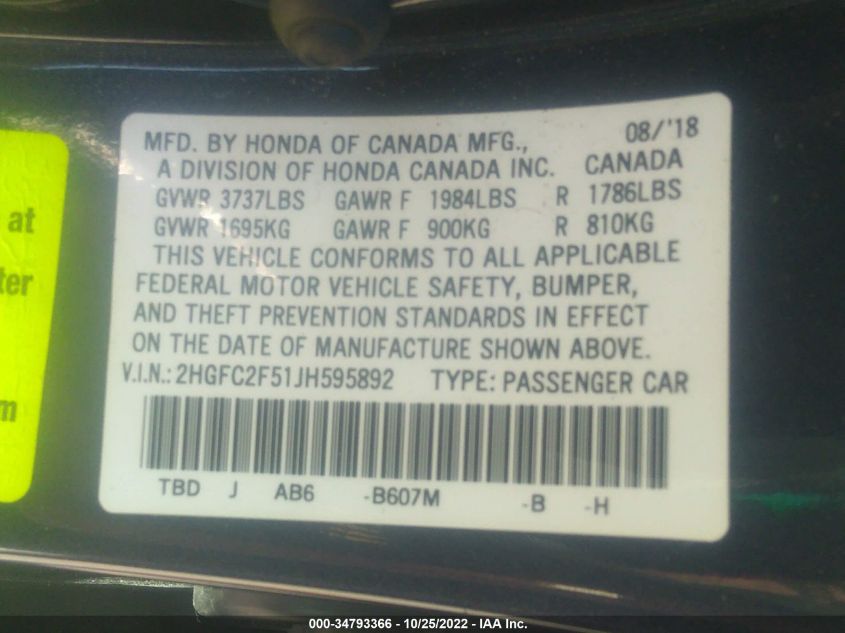 MFD. BY HONDA OF CANADA MFG., 08/'18
A DIVISION OF HONDA CANADA INC. CANADA
GVWR 3737LBS GAWR F 1984LBS R 1786LBS
GVWR 1695KG GAWR F 900KG R 810KG
THIS VEHICLE CONFORMS TO ALL APPLICABLE
FEDERAL MOTOR VEHICLE SAFETY, BUMPER,
AND THEFT PREVENTION STANDARDS IN EFFECT
ON THE DATE OF MANUFACTURE SHOWN ABOVE.
V.I.N.: 2HGFC2F51JH595892 TYPE: PASSENGER CAR
TBD J AB6 -B607M -B -H
at
ter
m
000-34793366 - 10/25/2022 - IAA Inc.